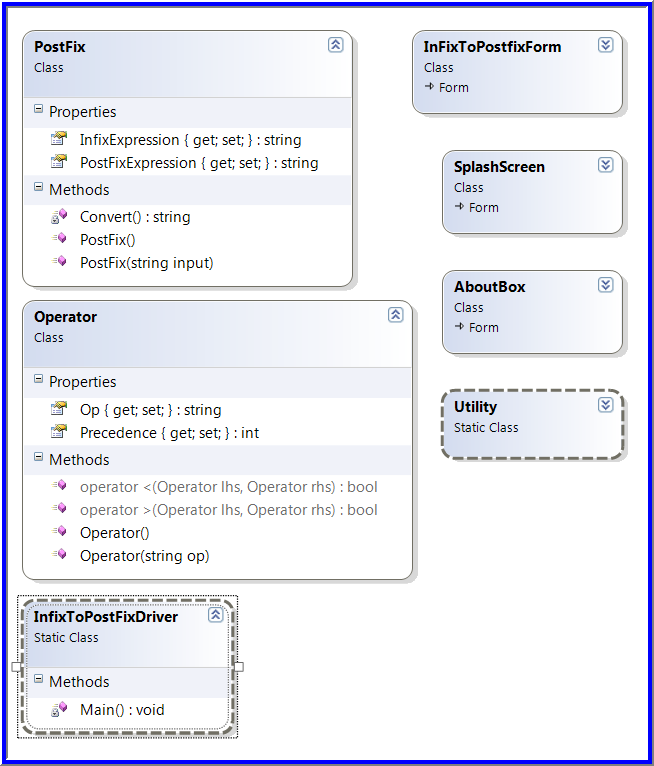 PostFix
Class
Properties
InfixExpression { get; set; } : string
PostFixExpression { get; set; } : string
Methods
Convert() : string
PostFix()
PostFix(string input)
Operator
Class
Properties
Op { get; set; } : string
Precedence { get; set; } : int
Methods
operator <(Operator lhs, Operator rhs) : bool
operator >(Operator lhs, Operator rhs) : bool
Operator()
Operator(string op)
InfixToPostFixDriver
Static Class
Methods
Main() : void
InFixToPostfixForm
Class
Form
SplashScreen
Class
Form
AboutBox
Class
Form
Utility
Static Class